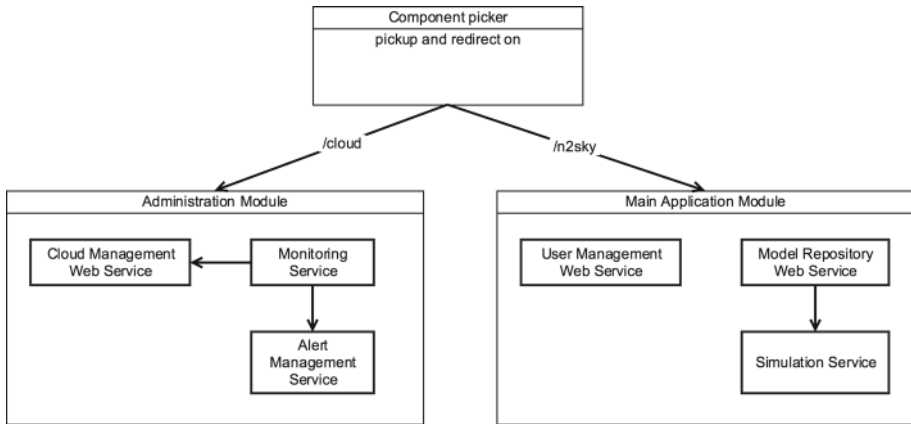 Component picker
pickup and redirect on
/cloud
/n2sky
Administration Module
Main Application Module
Cloud Management
Web Service
Monitoring
Service
User Management
Web Service
Model Repository
Web Service
Alert
Management
Service
Simulation Service